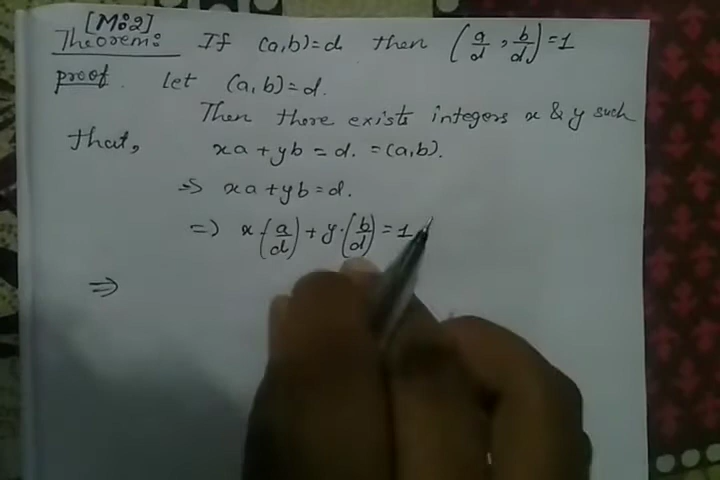 [M:2]
Theorem: If (a,b)=d then (a/d, b/d)=1
proof. Let (a,b)=d.
Then there exists integers x & y such
that, xa+yb=d. =(a,b).
⇒ xa+yb=d.
⇒ x·(a/d)+y·(b/d)=1
⇒